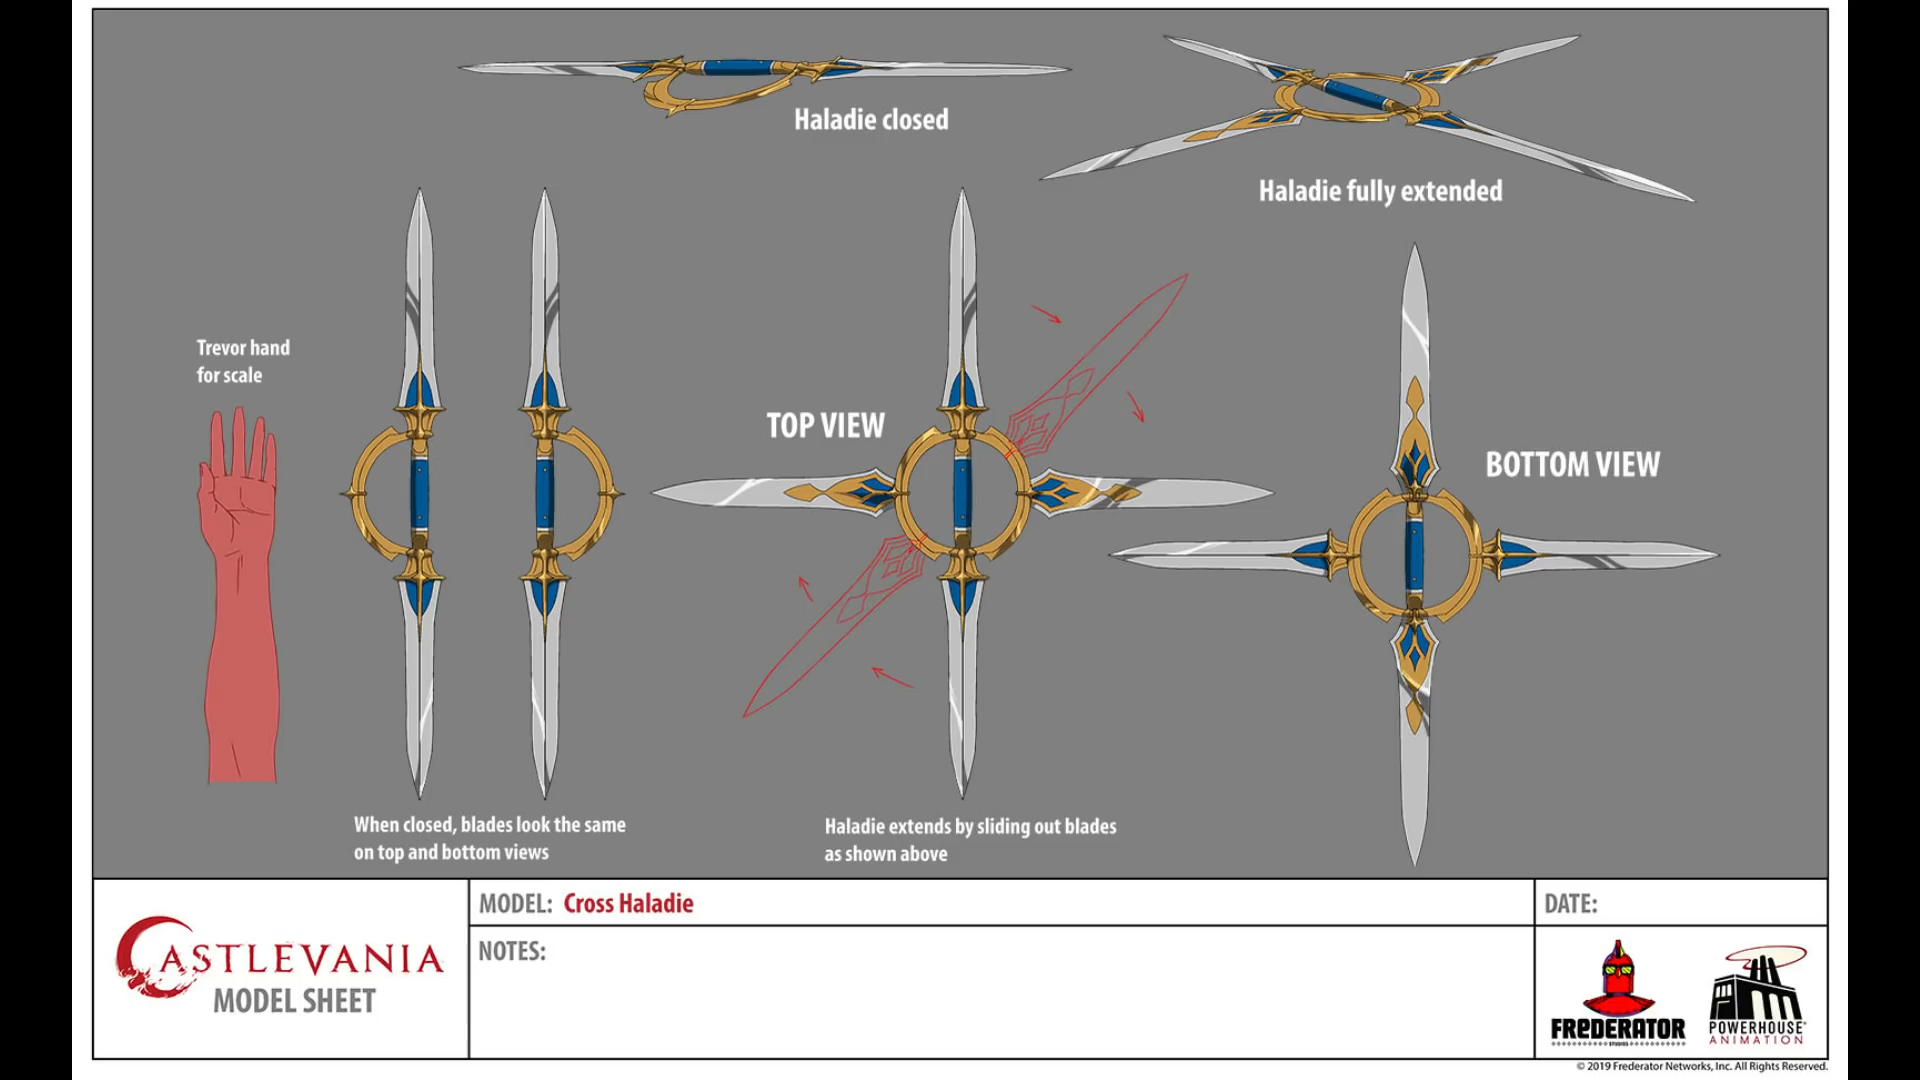 Haladie closed
Haladie fully extended
Trevor hand
for scale
TOP VIEW
BOTTOM VIEW
When closed, blades look the same
on top and bottom views
Haladie extends by sliding out blades
as shown above
CASTLEVANIA
MODEL SHEET
MODEL: Cross Haladie
NOTES:
DATE:
FREDERATOR
STUDIOS
POWERHOUSE
ANIMATION
© 2019 Frederator Networks, Inc. All Rights Reserved.